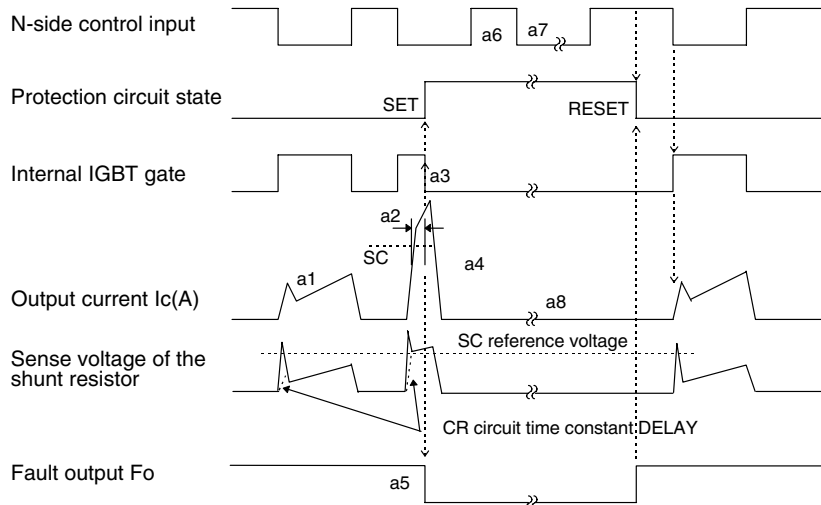 N-side control input
a6
a7
Protection circuit state
SET
RESET
Internal IGBT gate
a3
a2
SC
a4
a1
a8
Output current Ic(A)
SC reference voltage
Sense voltage of the
shunt resistor
CR circuit time constant DELAY
Fault output Fo
a5